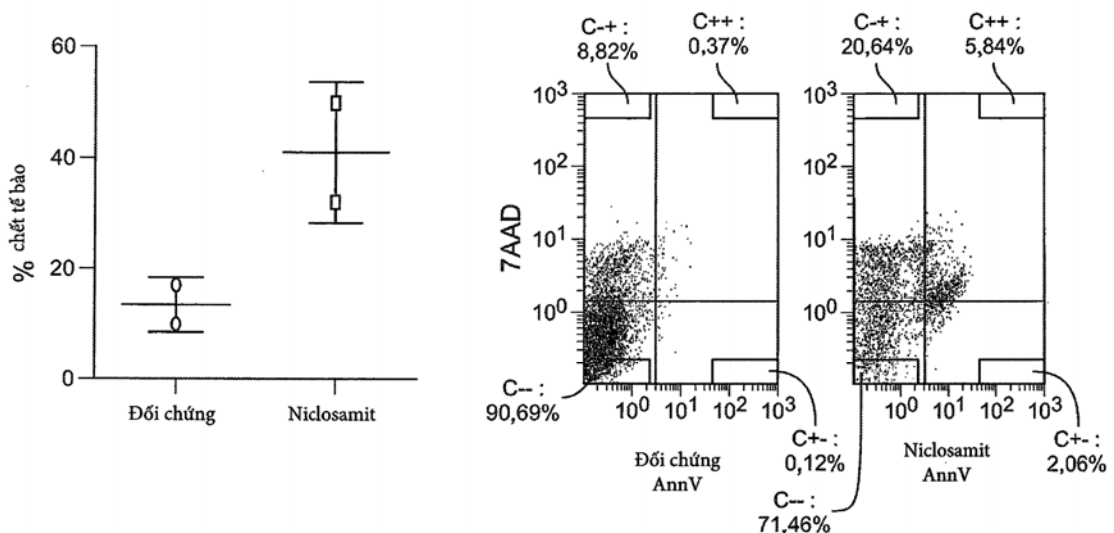 60
40
20
0
% chết tế bào
Đối chứng
Niclosamit
C-+ :
8,82%
C++ :
0,37%
10³
10²
10¹
10⁰
7AAD
C-- :
90,69%
10⁰ 10¹ 10² 10³
C+- :
0,12%
Đối chứng
AnnV
C-+ :
20,64%
C++ :
5,84%
10³
10²
10¹
10⁰
10⁰ 10¹ 10² 10³
C+- :
2,06%
Niclosamit
AnnV
C-- :
71,46%